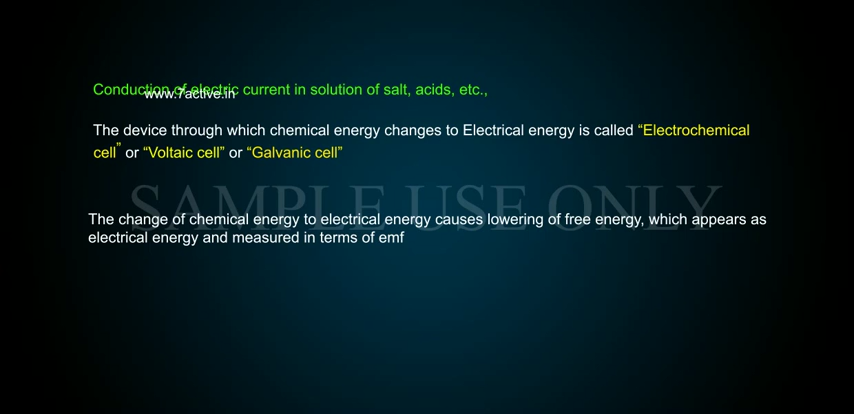 Conduction of electric current in solution of salt, acids, etc.,
www.7active.in
The device through which chemical energy changes to Electrical energy is called “Electrochemical
cell” or “Voltaic cell” or “Galvanic cell”
SAMPLE USE ONLY
The change of chemical energy to electrical energy causes lowering of free energy, which appears as
electrical energy and measured in terms of emf